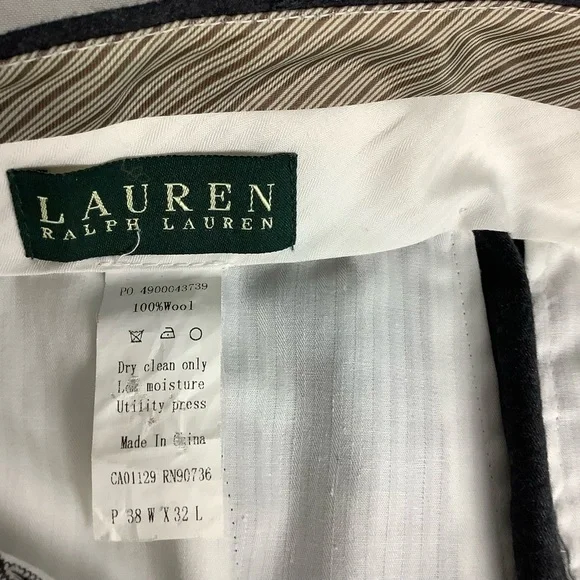 LAUREN
RALPH LAUREN
PO 4900043739
100%Wool
Dry clean only
Low moisture
Utility press
Made In China
CA01129 RN90736
P 38 W X 32 L